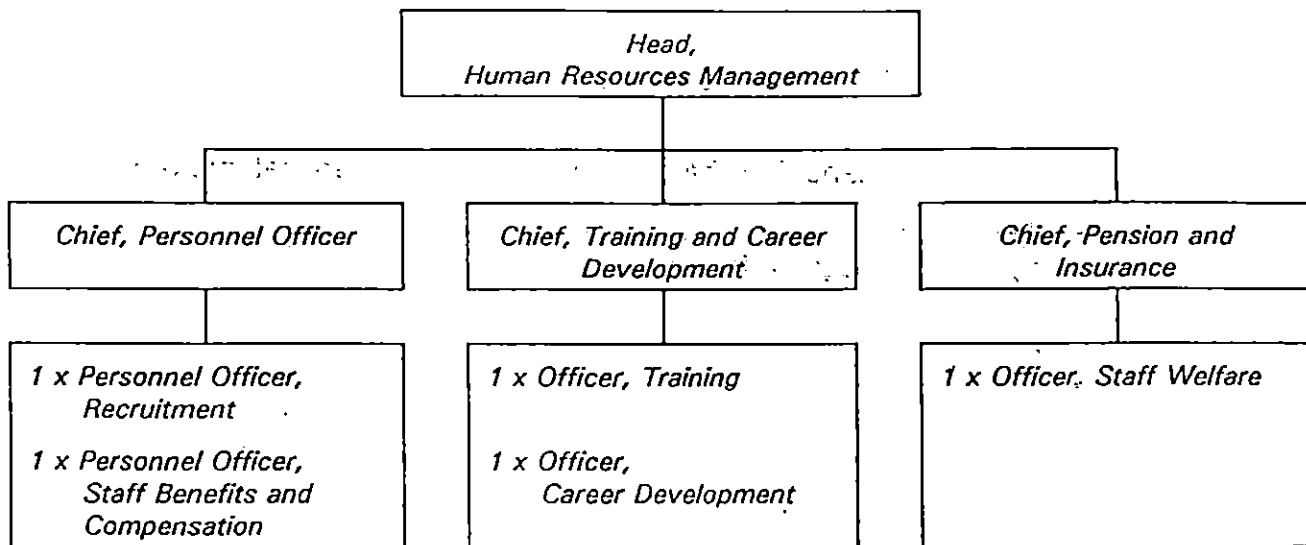 Head,
Human Resources Management
Chief, Personnel Officer
Chief, Training and Career
Development
Chief, Pension and
Insurance
1 x Personnel Officer,
Recruitment
1 x Personnel Officer,
Staff Benefits and
Compensation
1 x Officer, Training
1 x Officer,
Career Development
1 x Officer, Staff Welfare